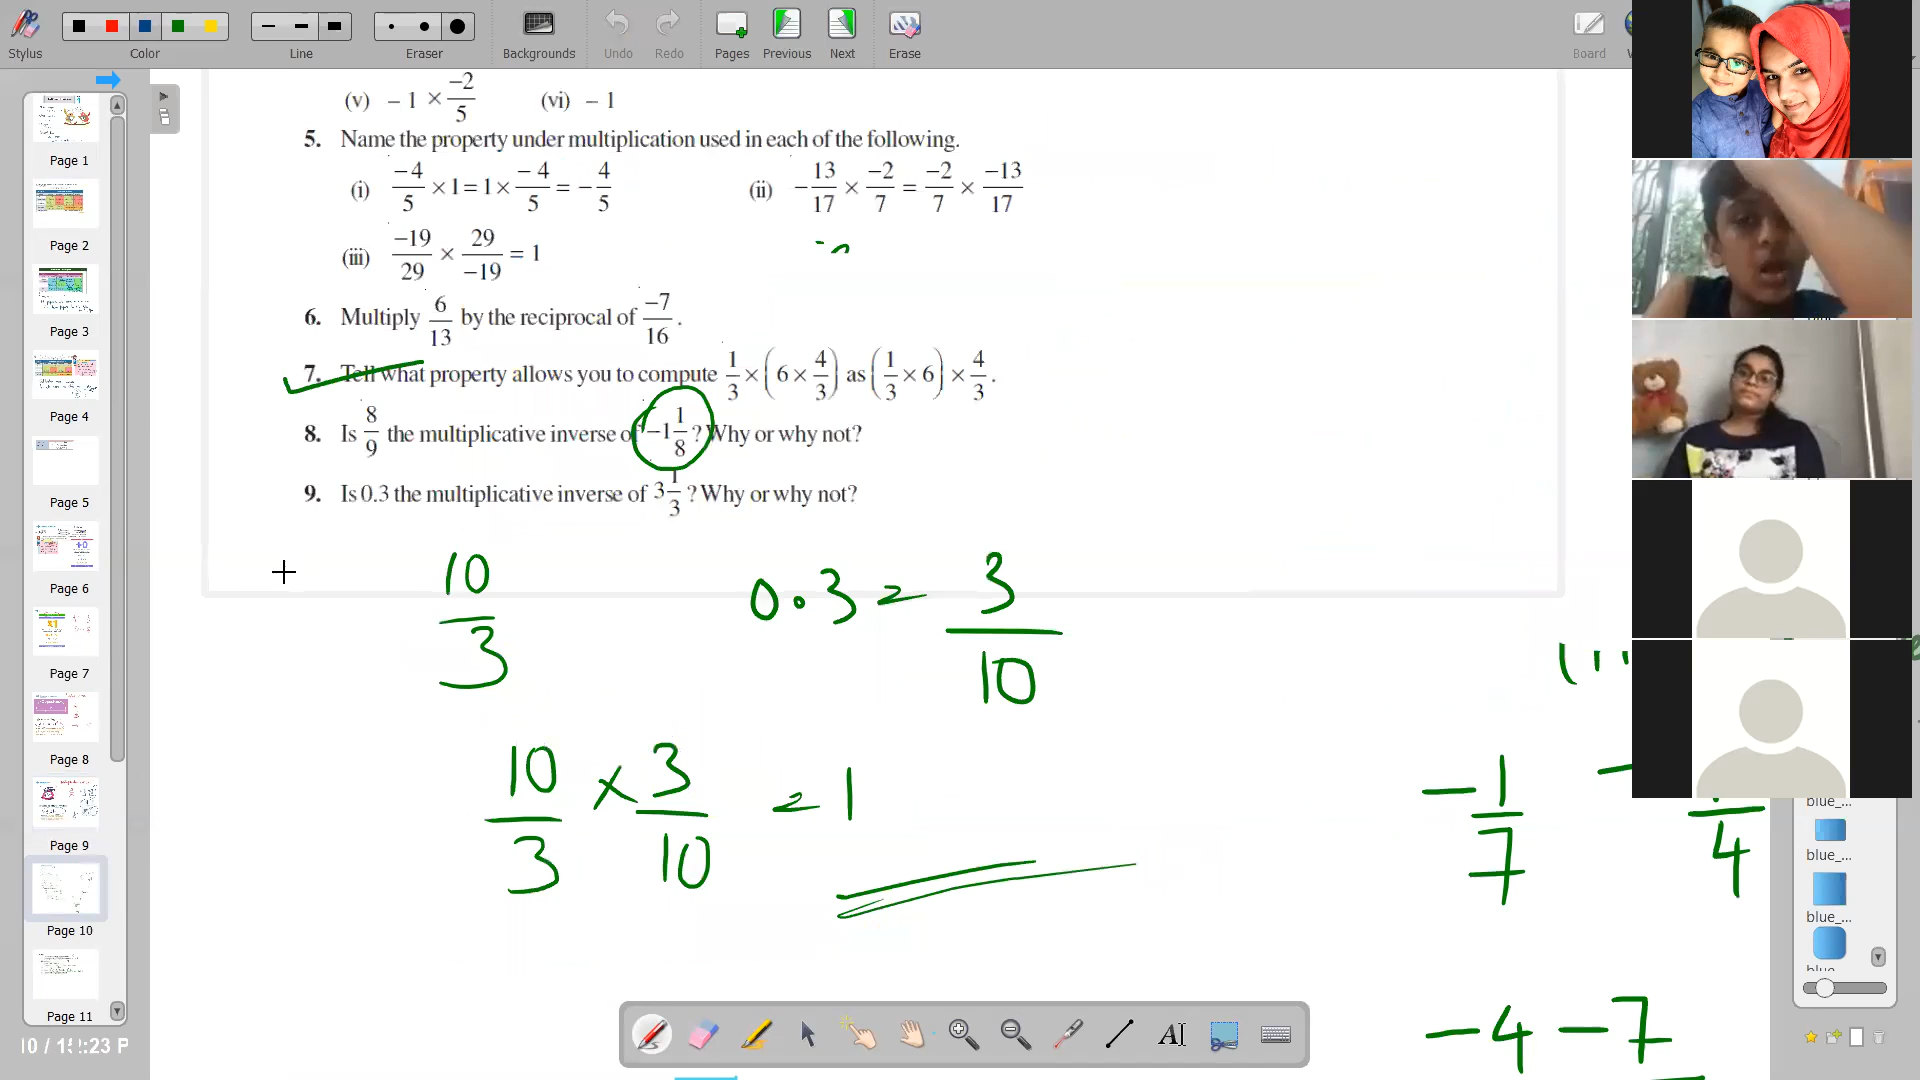 Stylus Color Line Eraser Backgrounds Undo Redo Pages Previous Next Erase Board
(v) – 1 × −2/5 (vi) – 1
5. Name the property under multiplication used in each of the following.
(i) −4/5 × 1 = 1 × −4/5 = −4/5 (ii) −13/17 × −2/7 = −2/7 × −13/17
(iii) −19/29 × 29/−19 = 1
6. Multiply 6/13 by the reciprocal of −7/16.
7. Tell what property allows you to compute 1/3 × (6 × 4/3) as (1/3 × 6) × 4/3.
8. Is 8/9 the multiplicative inverse of −1 1/8? Why or why not?
9. Is 0.3 the multiplicative inverse of 3 1/3? Why or why not?
10/3 0.3 = 3/10
10/3 × 3/10 = 1
−1/7
4
−4 −7
Page 1
Page 2
Page 3
Page 4
Page 5
Page 6
Page 7
Page 8
Page 9
Page 10
Page 11
blue_...
blue_...
blue_...